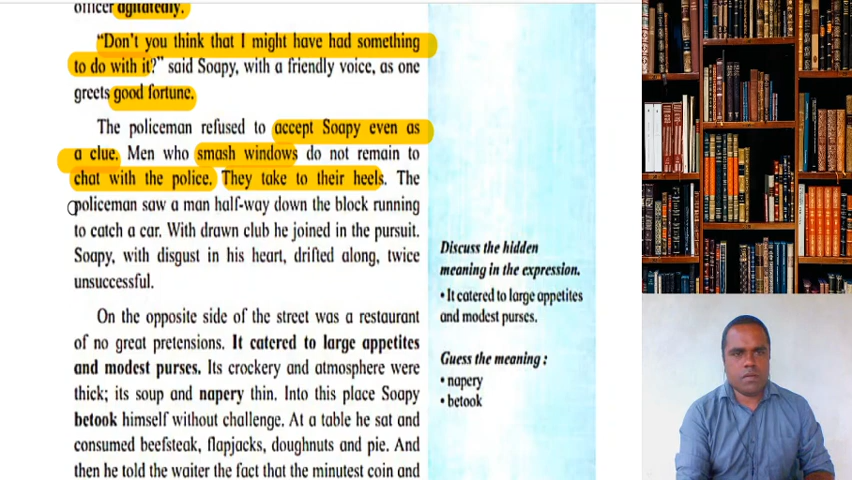 officer agitatedly.
“Don’t you think that I might have had something
to do with it?” said Soapy, with a friendly voice, as one
greets good fortune.
The policeman refused to accept Soapy even as
a clue. Men who smash windows do not remain to
chat with the police. They take to their heels. The
policeman saw a man half-way down the block running
to catch a car. With drawn club he joined in the pursuit.
Soapy, with disgust in his heart, drifted along, twice
unsuccessful.
On the opposite side of the street was a restaurant
of no great pretensions. It catered to large appetites
and modest purses. Its crockery and atmosphere were
thick; its soup and napery thin. Into this place Soapy
betook himself without challenge. At a table he sat and
consumed beefsteak, flapjacks, doughnuts and pie. And
then he told the waiter the fact that the minutest coin and
Discuss the hidden
meaning in the expression.
• It catered to large appetites
and modest purses.
Guess the meaning :
• napery
• betook